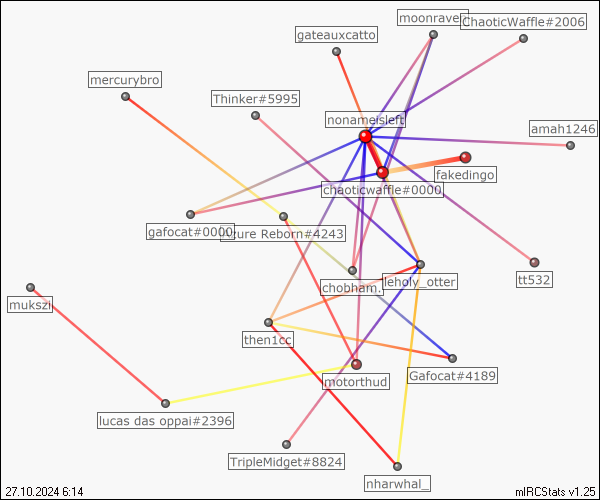 moonraven
ChaoticWaffle#2006
gateauxcatto
mercurybro
Thinker#5995
nonameisleft
amah1246
fakedingo
chaoticwaffle#0000
gafocat#0000
Azure Reborn#4243
chobham.
leholy_otter
tt532
mukszi
then1cc
motorthud
Gafocat#4189
lucas das oppai#2396
TripleMidget#8824
nharwhal_
27.10.2024 6:14
mIRCStats v1.25